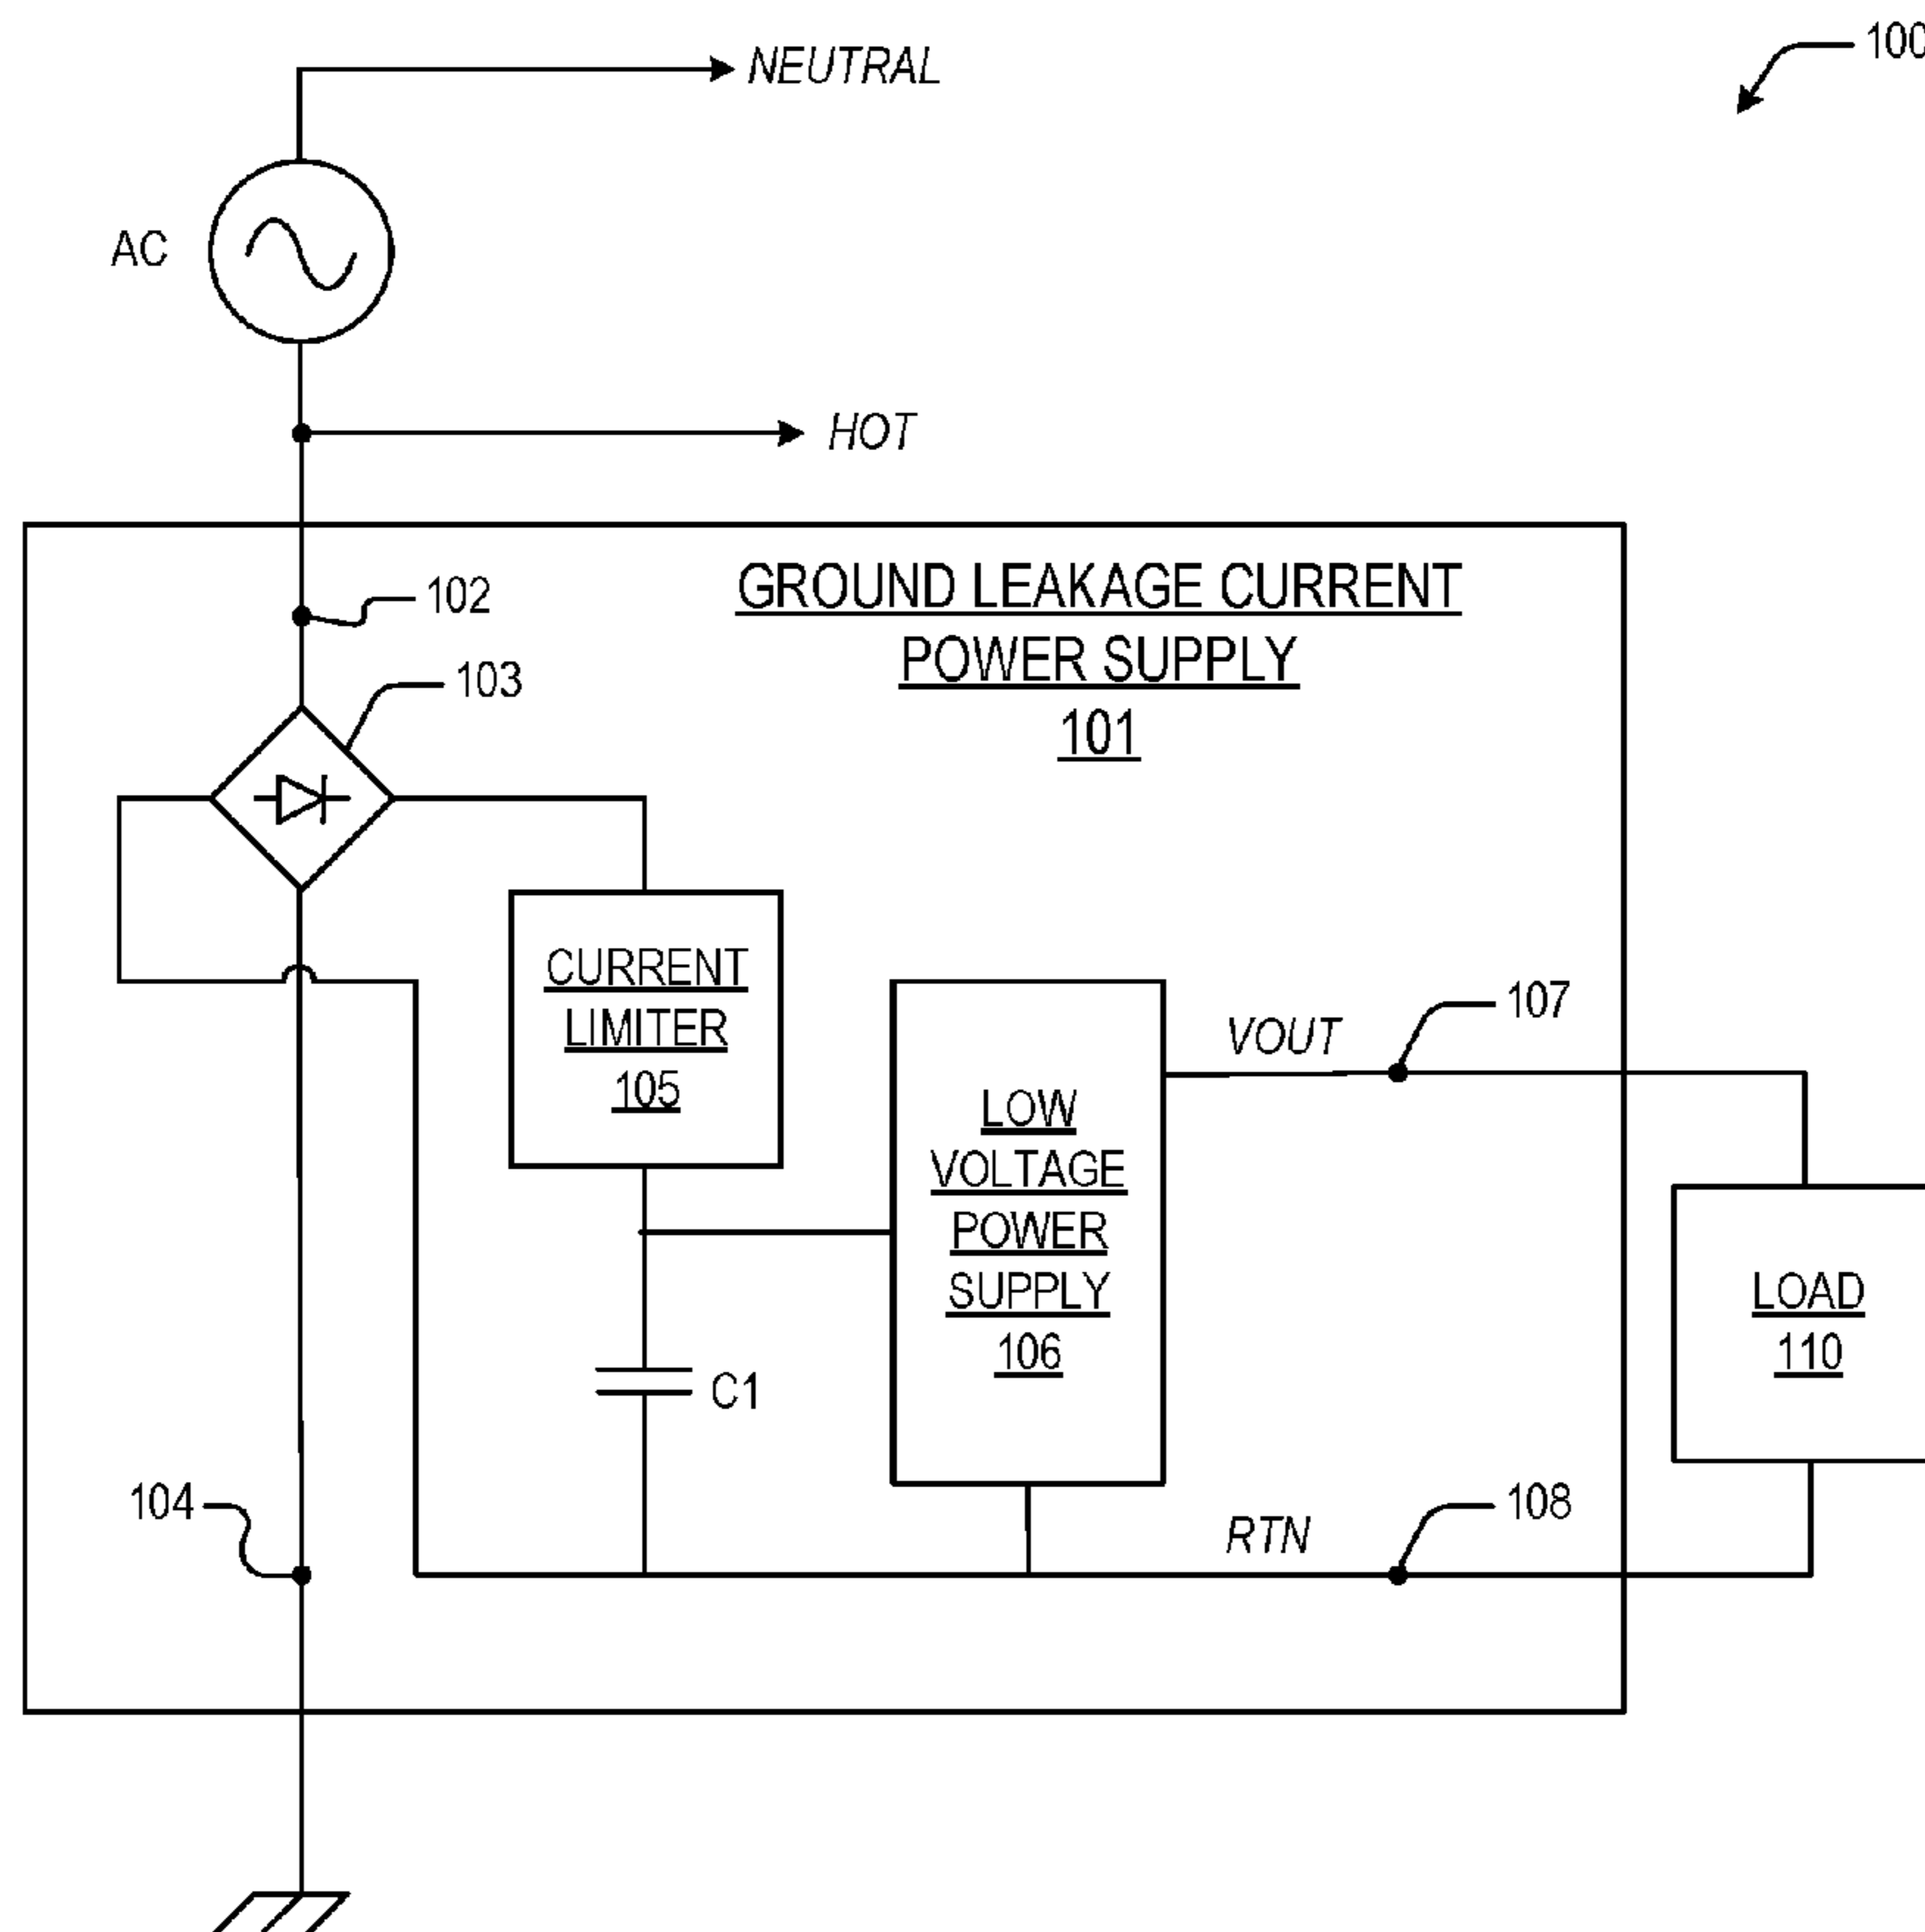 NEUTRAL
100
AC
HOT
GROUND LEAKAGE CURRENT
POWER SUPPLY
101
102
103
CURRENT
LIMITER
105
VOUT
107
LOW
VOLTAGE
POWER
SUPPLY
106
LOAD
110
C1
104
RTN
108